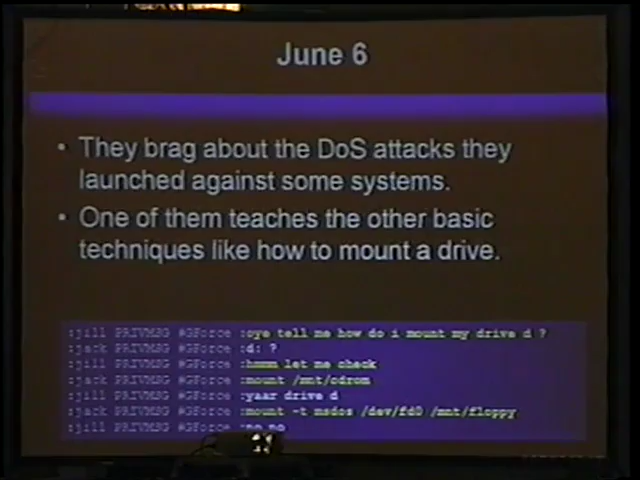 June 6
• They brag about the DoS attacks they
launched against some systems.
• One of them teaches the other basic
techniques like how to mount a drive.
:jill PRIVMSG #GForce :oye tell me how do i mount my drive d ?
:jack PRIVMSG #GForce :d: ?
:jill PRIVMSG #GForce :hmmm let me check
:jack PRIVMSG #GForce :mount /mnt/cdrom
:jill PRIVMSG #GForce :yaar drive d
:jack PRIVMSG #GForce :mount -t msdos /dev/fd0 /mnt/floppy
:jill PRIVMSG #GForce :no no